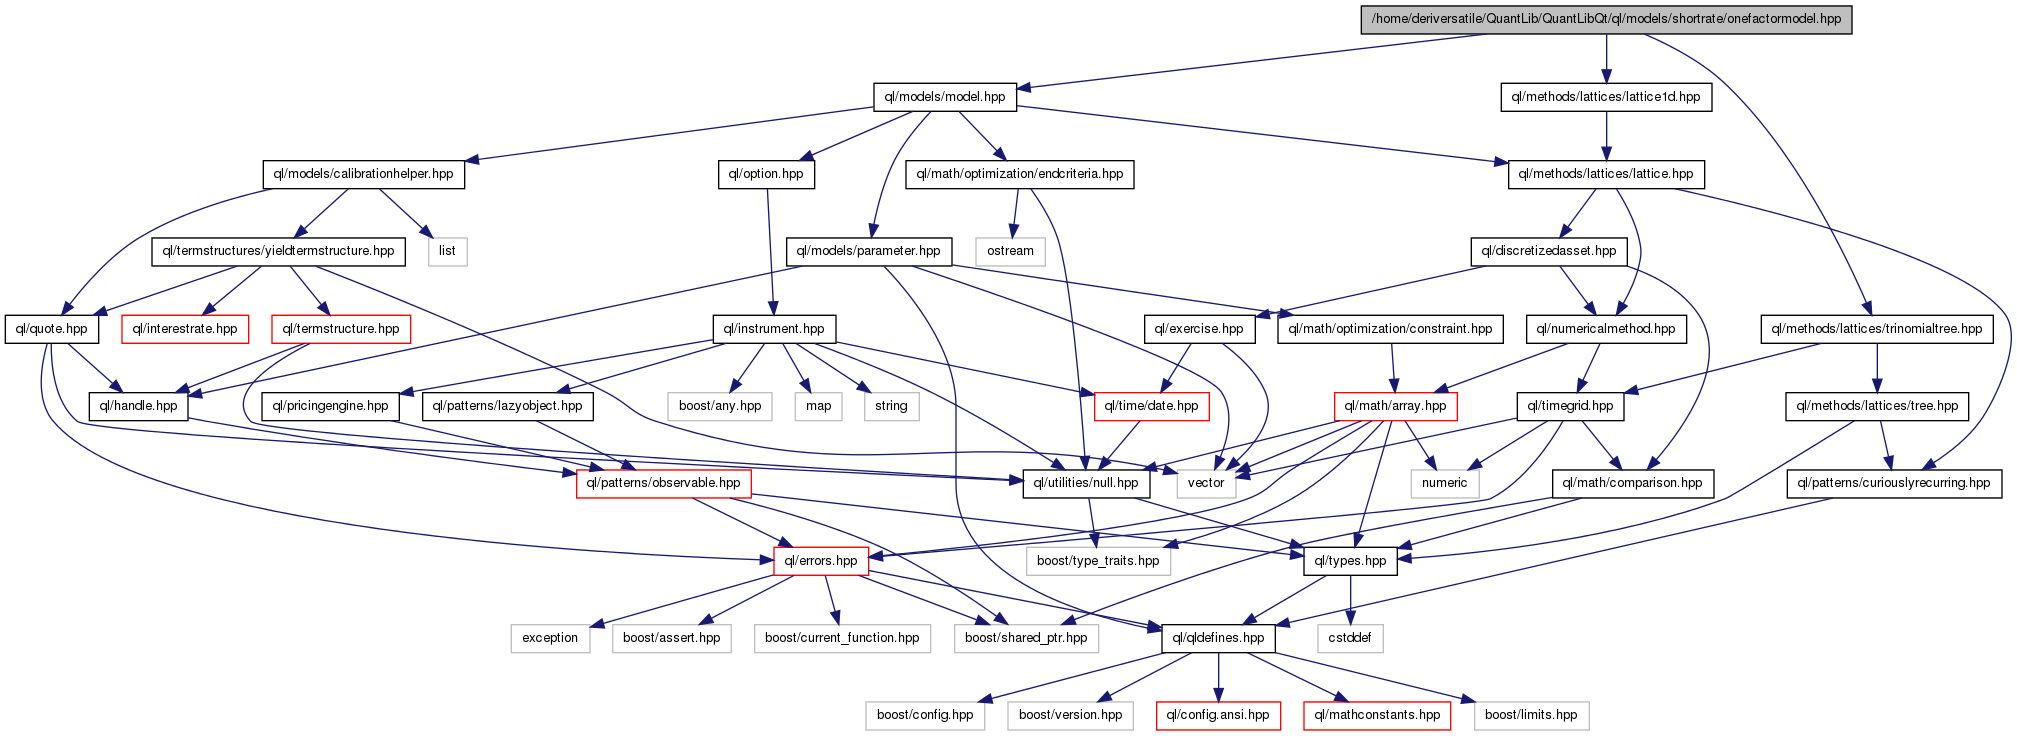 /home/deriversatile/QuantLib/QuantLibQt/ql/models/shortrate/onefactormodel.hpp
ql/models/model.hpp
ql/methods/lattices/lattice1d.hpp
ql/models/calibrationhelper.hpp
ql/option.hpp
ql/math/optimization/endcriteria.hpp
ql/methods/lattices/lattice.hpp
ql/termstructures/yieldtermstructure.hpp
list
ql/models/parameter.hpp
ostream
ql/discretizedasset.hpp
ql/quote.hpp
ql/interestrate.hpp
ql/termstructure.hpp
ql/instrument.hpp
ql/exercise.hpp
ql/math/optimization/constraint.hpp
ql/numericalmethod.hpp
ql/methods/lattices/trinomialtree.hpp
ql/handle.hpp
ql/pricingengine.hpp
ql/patterns/lazyobject.hpp
boost/any.hpp
map
string
ql/time/date.hpp
ql/math/array.hpp
ql/timegrid.hpp
ql/methods/lattices/tree.hpp
ql/patterns/observable.hpp
ql/utilities/null.hpp
vector
numeric
ql/math/comparison.hpp
ql/patterns/curiouslyrecurring.hpp
ql/errors.hpp
boost/type_traits.hpp
ql/types.hpp
exception
boost/assert.hpp
boost/current_function.hpp
boost/shared_ptr.hpp
ql/qldefines.hpp
cstddef
boost/config.hpp
boost/version.hpp
ql/config.ansi.hpp
ql/mathconstants.hpp
boost/limits.hpp